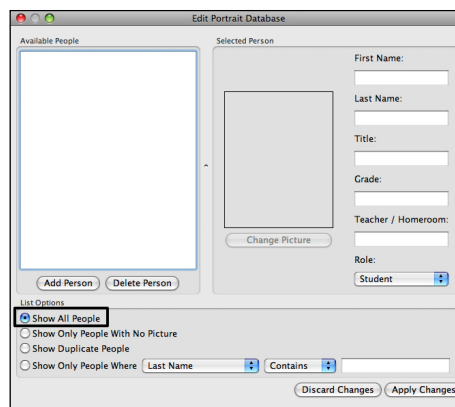 Edit Portrait Database
Available People
Selected Person
First Name:
Last Name:
Title:
Grade:
Teacher / Homeroom:
Change Picture
Role:
Student
Add Person Delete Person
List Options
Show All People
Show Only People With No Picture
Show Duplicate People
Show Only People Where Last Name Contains
Discard Changes Apply Changes